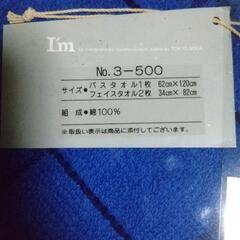 I'm
No.3-500
サイズ●バスタオル1枚 62cm×120cm
フェイスタオル2枚 34cm× 82cm
組 成●綿100%
※取扱い表示は商品に添付してあります。